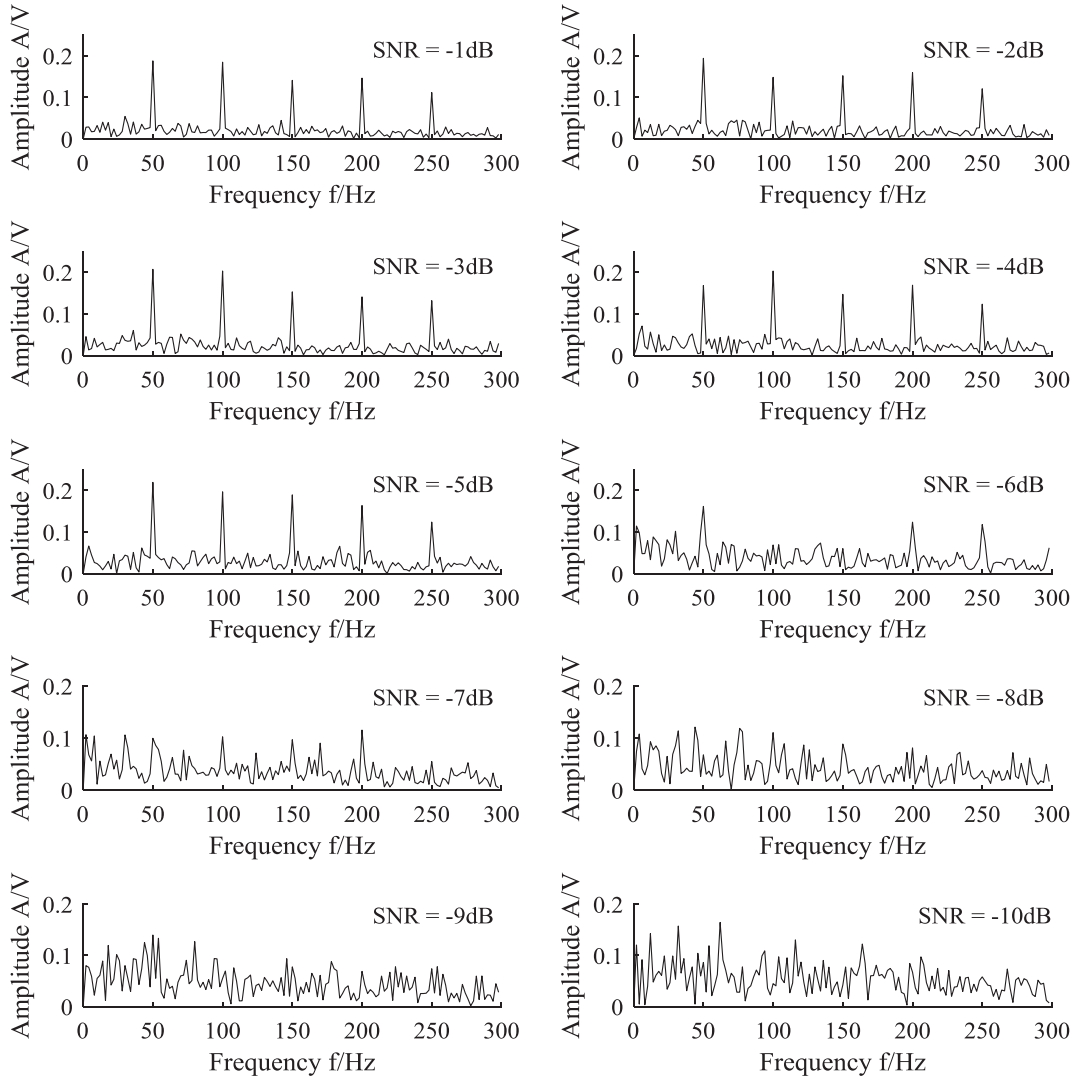 Amplitude A/V
SNR = -1dB
0.2
0.1
0
0 50 100 150 200 250 300
Frequency f/Hz
Amplitude A/V
SNR = -2dB
0.2
0.1
0
0 50 100 150 200 250 300
Frequency f/Hz
Amplitude A/V
SNR = -3dB
0.2
0.1
0
0 50 100 150 200 250 300
Frequency f/Hz
Amplitude A/V
SNR = -4dB
0.2
0.1
0
0 50 100 150 200 250 300
Frequency f/Hz
Amplitude A/V
SNR = -5dB
0.2
0.1
0
0 50 100 150 200 250 300
Frequency f/Hz
Amplitude A/V
SNR = -6dB
0.2
0.1
0
0 50 100 150 200 250 300
Frequency f/Hz
Amplitude A/V
SNR = -7dB
0.2
0.1
0
0 50 100 150 200 250 300
Frequency f/Hz
Amplitude A/V
SNR = -8dB
0.2
0.1
0
0 50 100 150 200 250 300
Frequency f/Hz
Amplitude A/V
SNR = -9dB
0.2
0.1
0
0 50 100 150 200 250 300
Frequency f/Hz
Amplitude A/V
SNR = -10dB
0.2
0.1
0
0 50 100 150 200 250 300
Frequency f/Hz